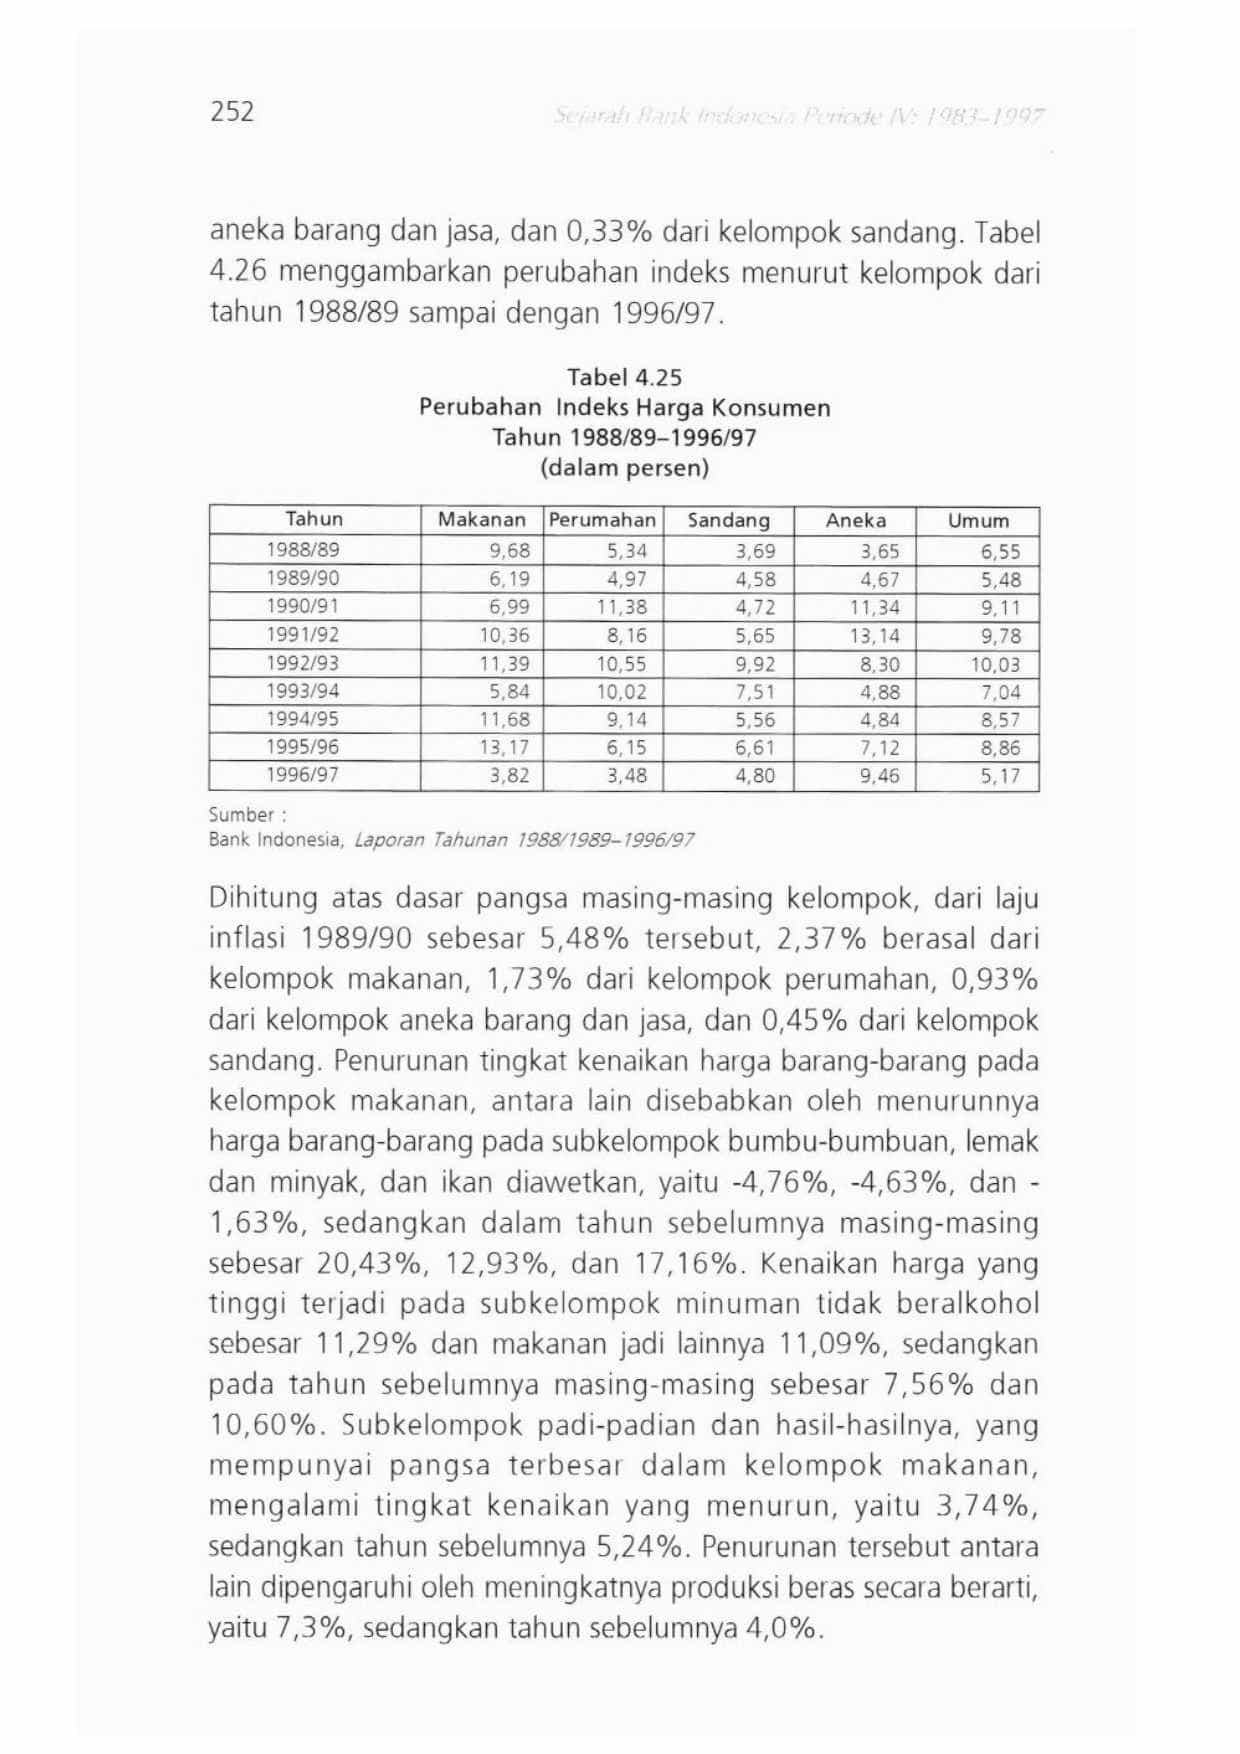 252 Sejarah Bank Indonesia Periode IV: 1983–1997
aneka barang dan jasa, dan 0,33% dari kelompok sandang. Tabel
4.26 menggambarkan perubahan indeks menurut kelompok dari
tahun 1988/89 sampai dengan 1996/97.
Tabel 4.25
Perubahan Indeks Harga Konsumen
Tahun 1988/89–1996/97
(dalam persen)
Tahun Makanan Perumahan Sandang Aneka Umum
1988/89 9,68 5,34 3,69 3,65 6,55
1989/90 6,19 4,97 4,58 4,67 5,48
1990/91 6,99 11,38 4,72 11,34 9,11
1991/92 10,36 8,16 5,65 13,14 9,78
1992/93 11,39 10,55 9,92 8,30 10,03
1993/94 5,84 10,02 7,51 4,88 7,04
1994/95 11,68 9,14 5,56 4,84 8,57
1995/96 13,17 6,15 6,61 7,12 8,86
1996/97 3,82 3,48 4,80 9,46 5,17
Sumber :
Bank Indonesia, Laporan Tahunan 1988/1989–1996/97
Dihitung atas dasar pangsa masing-masing kelompok, dari laju
inflasi 1989/90 sebesar 5,48% tersebut, 2,37% berasal dari
kelompok makanan, 1,73% dari kelompok perumahan, 0,93%
dari kelompok aneka barang dan jasa, dan 0,45% dari kelompok
sandang. Penurunan tingkat kenaikan harga barang-barang pada
kelompok makanan, antara lain disebabkan oleh menurunnya
harga barang-barang pada subkelompok bumbu-bumbuan, lemak
dan minyak, dan ikan diawetkan, yaitu -4,76%, -4,63%, dan -
1,63%, sedangkan dalam tahun sebelumnya masing-masing
sebesar 20,43%, 12,93%, dan 17,16%. Kenaikan harga yang
tinggi terjadi pada subkelompok minuman tidak beralkohol
sebesar 11,29% dan makanan jadi lainnya 11,09%, sedangkan
pada tahun sebelumnya masing-masing sebesar 7,56% dan
10,60%. Subkelompok padi-padian dan hasil-hasilnya, yang
mempunyai pangsa terbesar dalam kelompok makanan,
mengalami tingkat kenaikan yang menurun, yaitu 3,74%,
sedangkan tahun sebelumnya 5,24%. Penurunan tersebut antara
lain dipengaruhi oleh meningkatnya produksi beras secara berarti,
yaitu 7,3%, sedangkan tahun sebelumnya 4,0%.